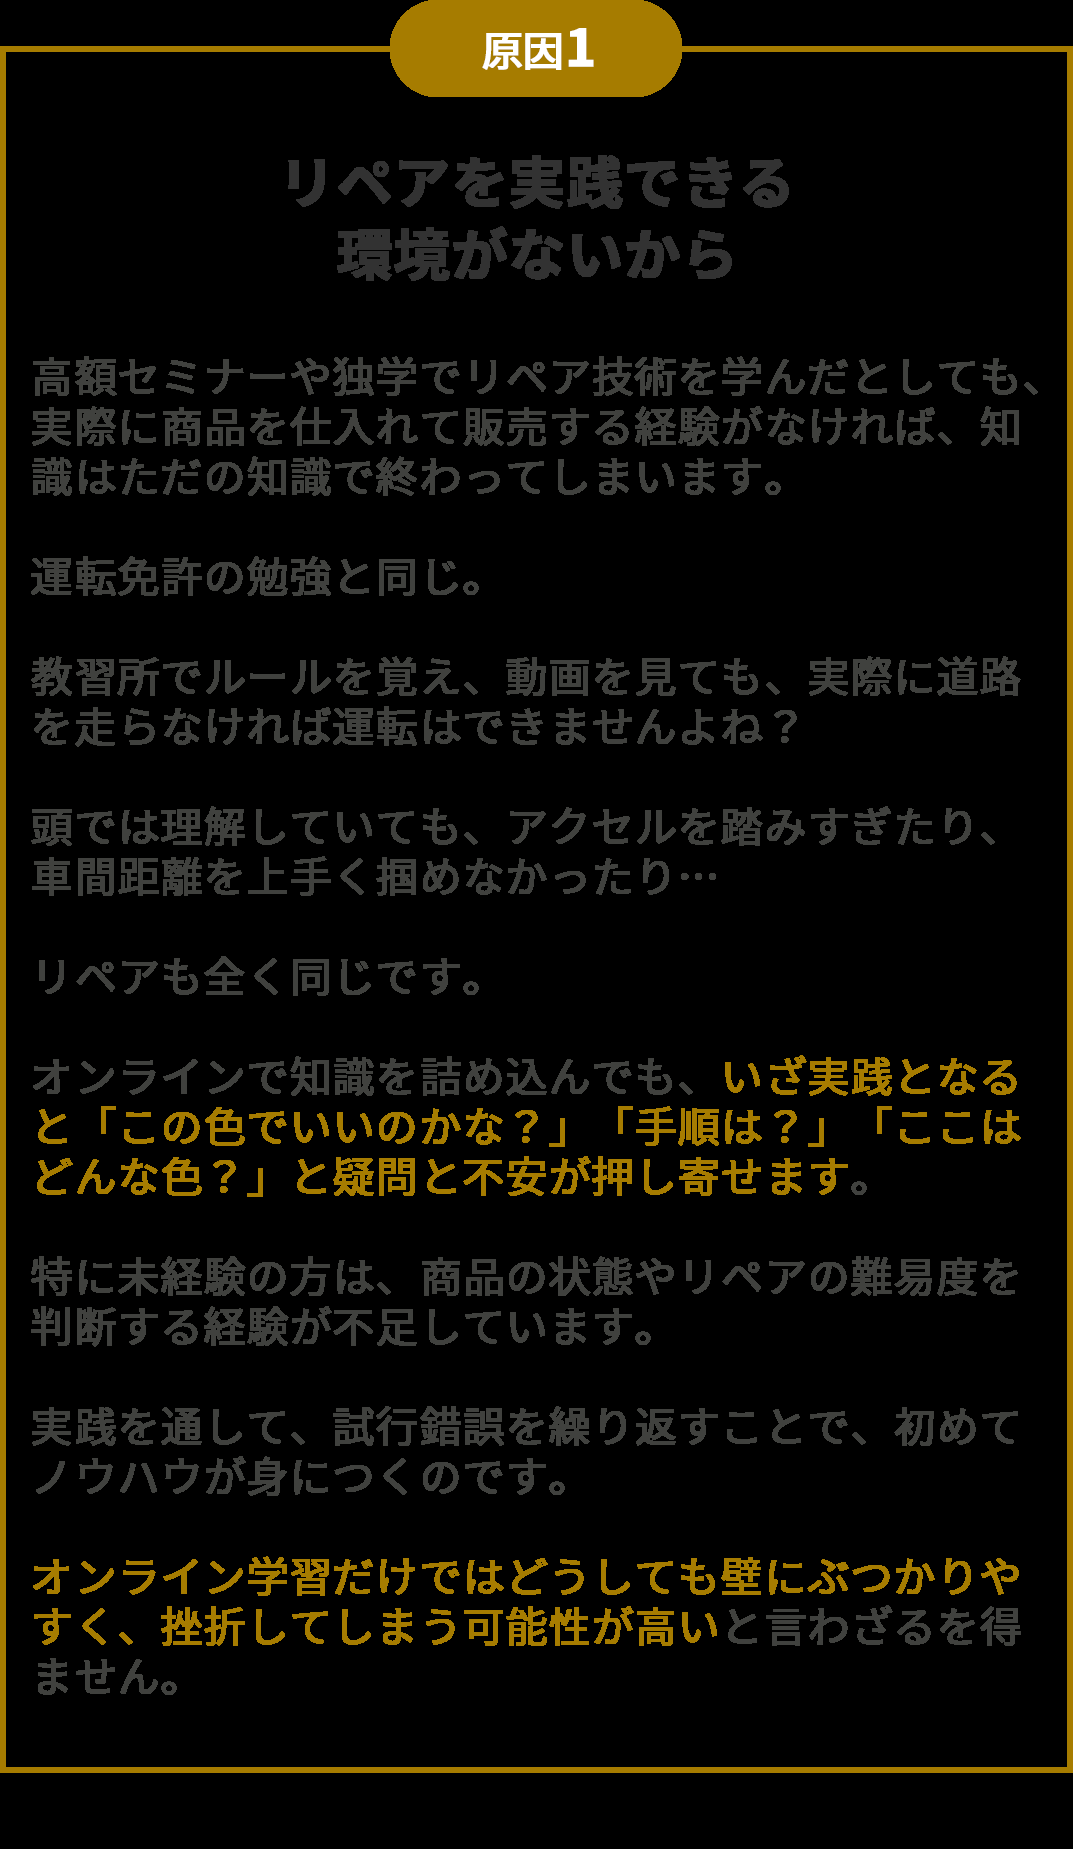 原因1
リペアを実践できる
環境がないから
高額セミナーや独学でリペア技術を学んだとしても、
実際に商品を仕入れて販売する経験がなければ、知
識はただの知識で終わってしまいます。
運転免許の勉強と同じ。
教習所でルールを覚え、動画を見ても、実際に道路
を走らなければ運転はできませんよね？
頭では理解していても、アクセルを踏みすぎたり、
車間距離を上手く掴めなかったり…
リペアも全く同じです。
オンラインで知識を詰め込んでも、いざ実践となる
と「この色でいいのかな？」「手順は？」「ここは
どんな色？」と疑問と不安が押し寄せます。
特に未経験の方は、商品の状態やリペアの難易度を
判断する経験が不足しています。
実践を通して、試行錯誤を繰り返すことで、初めて
ノウハウが身につくのです。
オンライン学習だけではどうしても壁にぶつかりや
すく、挫折してしまう可能性が高いと言わざるを得
ません。